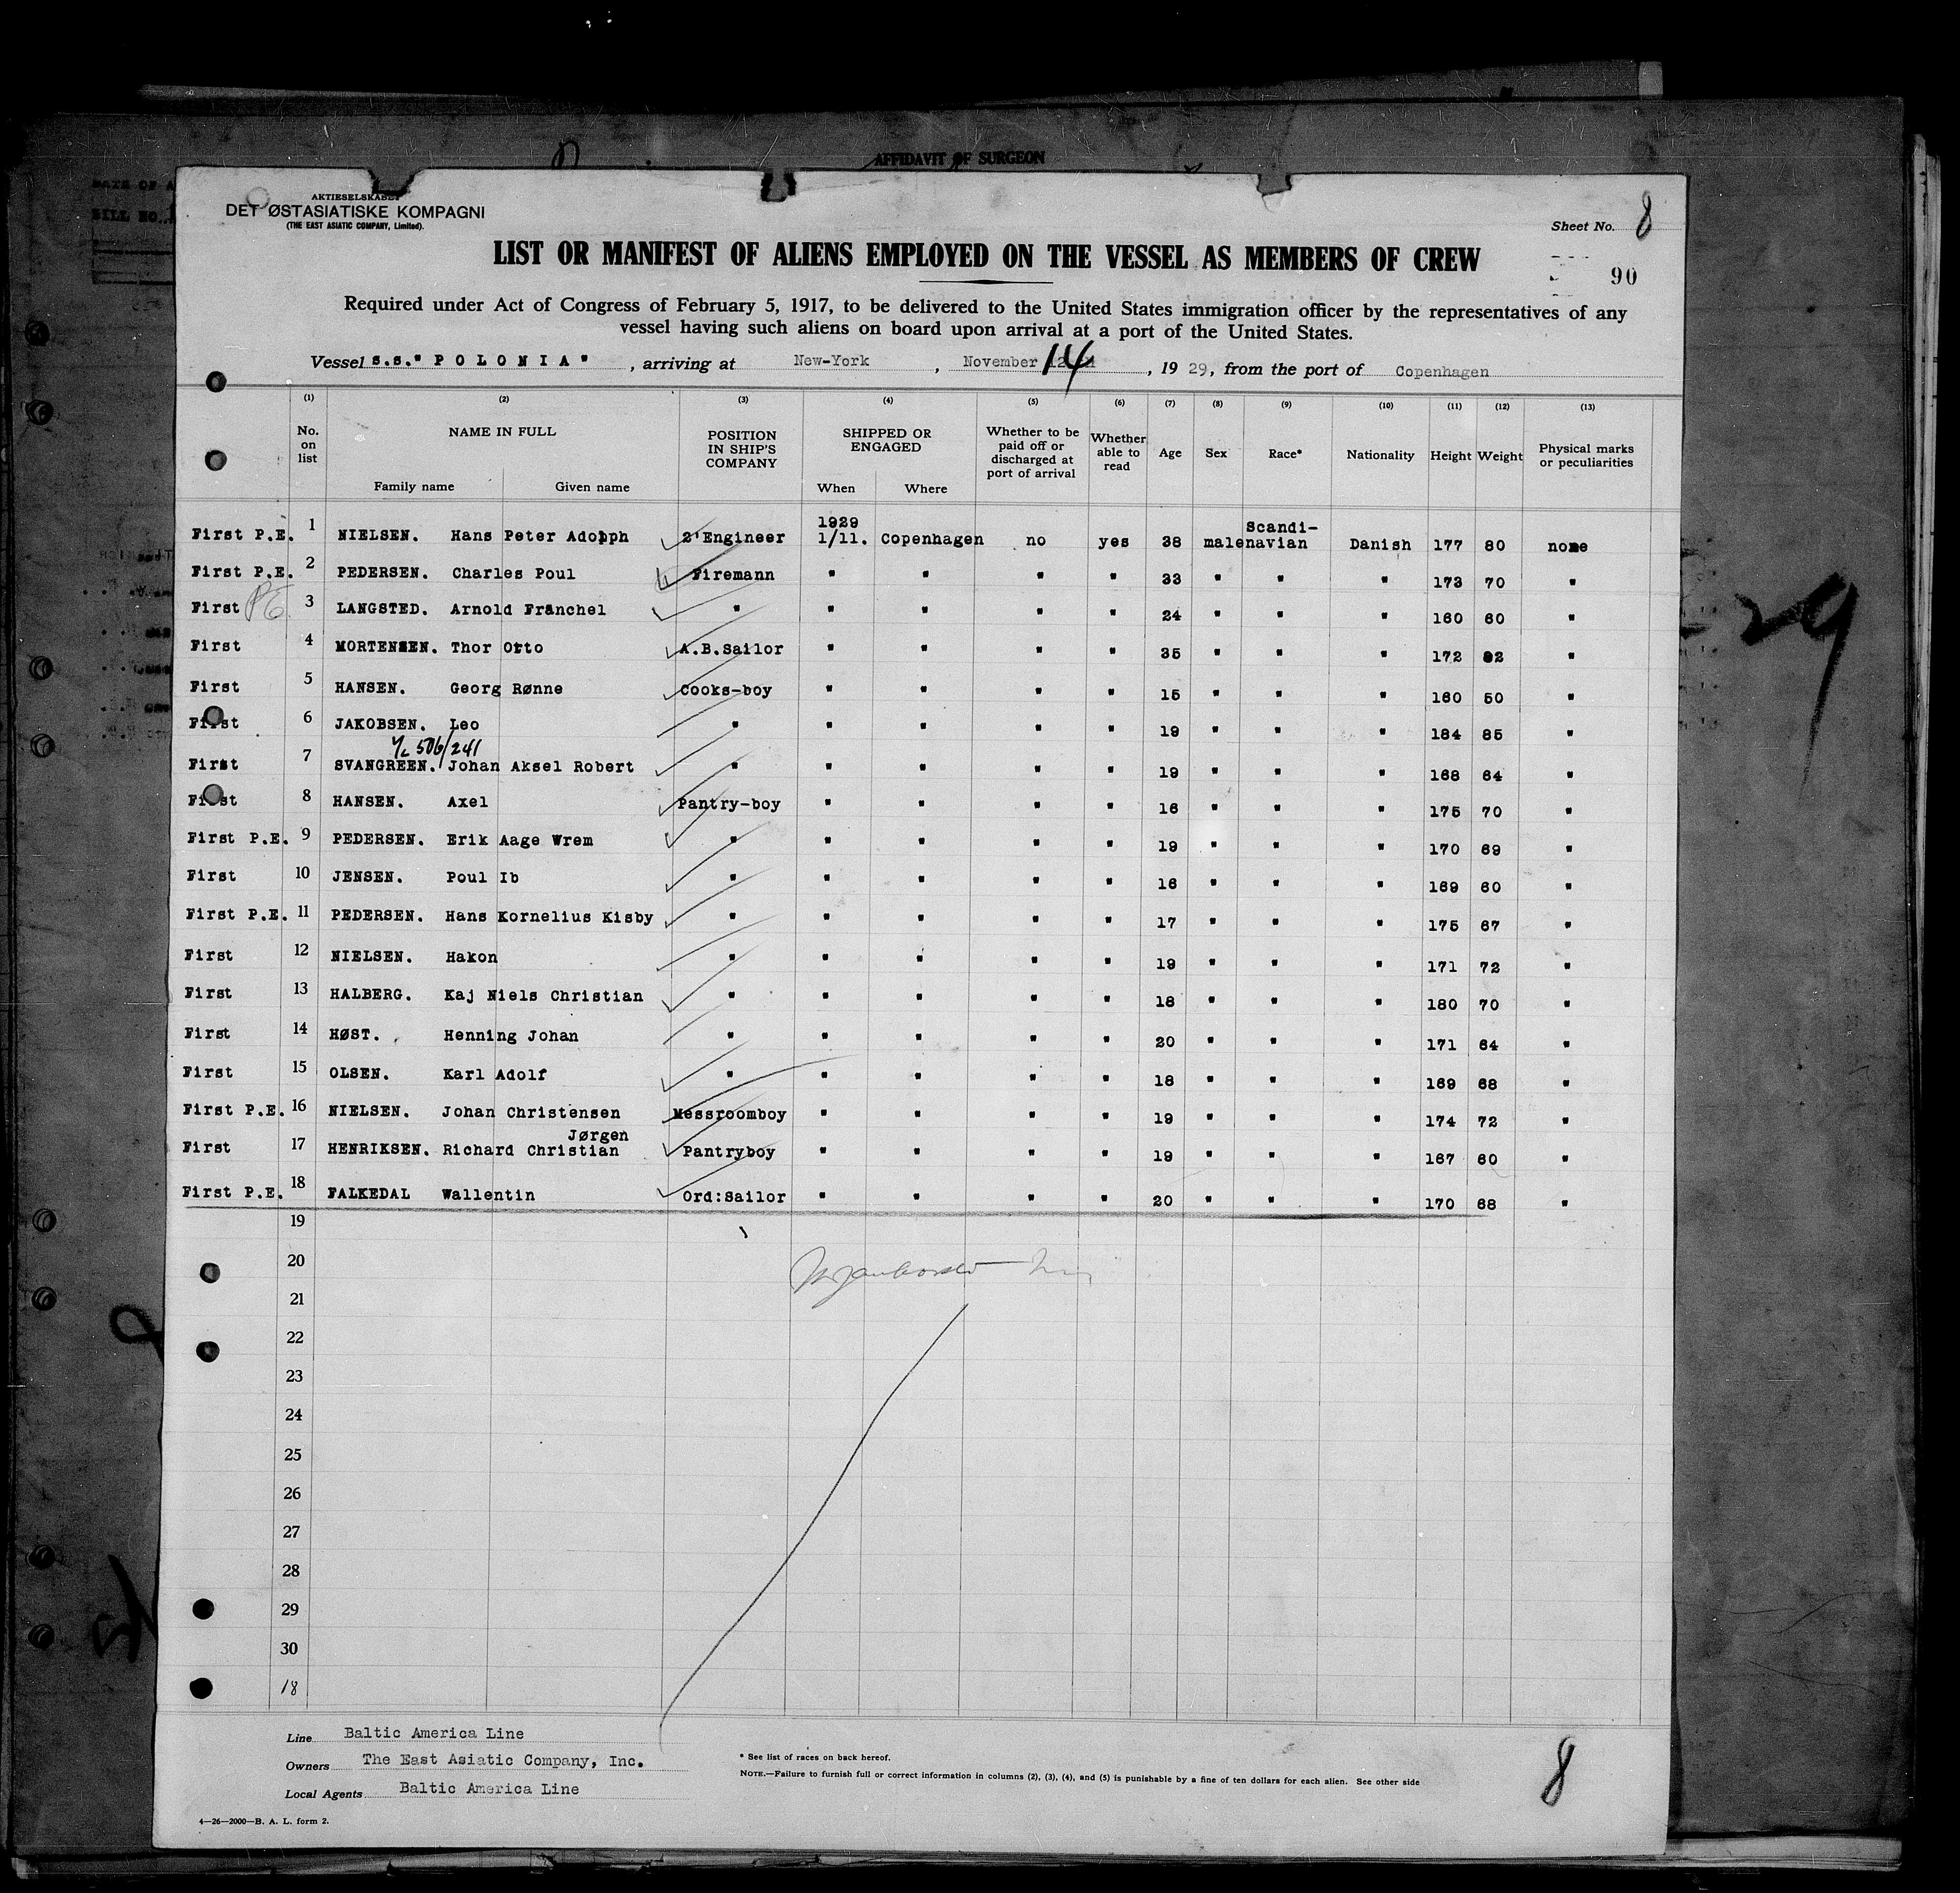 AFFIDAVIT OF SURGEON
AKTIESELSKABET
DET ØSTASIATISKE KOMPAGNI
(THE EAST ASIATIC COMPANY, Limited).
Sheet No. 8
LIST OR MANIFEST OF ALIENS EMPLOYED ON THE VESSEL AS MEMBERS OF CREW
90
Required under Act of Congress of February 5, 1917, to be delivered to the United States immigration officer by the representatives of any
vessel having such aliens on board upon arrival at a port of the United States.
Vessel s.s." P O L O N I A " , arriving at New-York , November 14 , 19 29, from the port of Copenhagen
(1) (2) (3) (4) (5) (6) (7) (8) (9) (10) (11) (12) (13)
No. on list NAME IN FULL Family name Given name POSITION IN SHIP'S COMPANY SHIPPED OR ENGAGED When Where Whether to be paid off or discharged at port of arrival Whether able to read Age Sex Race* Nationality Height Weight Physical marks or peculiarities
First P.E. 1 NIELSEN. Hans Peter Adolph 2'Engineer 1929 1/11. Copenhagen no yes 38 male Scandi-navian Danish 177 80 none
First P.E. 2 PEDERSEN. Charles Poul Firemann " " " " 33 " " " 173 70 "
First PE 3 LANGSTED. Arnold Franchel " " " " " 24 " " " 160 60 "
First 4 MORTENSEN. Thor Otto A.B.Sailor " " " " 35 " " " 172 82 "
First 5 HANSEN. Georg Rønne Cooks-boy " " " " 15 " " " 160 50 "
First 6 JAKOBSEN. Leo " " " " " 19 " " " 184 85 "
506/241
First 7 SVANGREEN. Johan Aksel Robert " " " " " 19 " " " 168 64 "
First 8 HANSEN. Axel Pantry-boy " " " " 16 " " " 175 70 "
First P.E. 9 PEDERSEN. Erik Aage Wrem " " " " " 19 " " " 170 69 "
First 10 JENSEN. Poul Ib " " " " " 16 " " " 169 60 "
First P.E. 11 PEDERSEN. Hans Kornelius Kisby " " " " " 17 " " " 175 67 "
First 12 NIELSEN. Hakon " " " " " 19 " " " 171 72 "
First 13 HALBERG. Kaj Niels Christian " " " " " 18 " " " 180 70 "
First 14 HØST. Henning Johan " " " " " 20 " " " 171 64 "
First 15 OLSEN. Karl Adolf " " " " " 18 " " " 169 68 "
First P.E. 16 NIELSEN. Johan Christensen Messroomboy " " " " 19 " " " 174 72 "
Jørgen
First 17 HENRIKSEN. Richard Christian Pantryboy " " " " 19 " " " 167 60 "
First P.E. 18 FALKEDAL Wallentin Ord:Sailor " " " " 20 " " " 170 68 "
19
20
21
22
23
24
25
26
27
28
29
30
18
Line Baltic America Line
Owners The East Asiatic Company, Inc.
Local Agents Baltic America Line
* See list of races on back hereof.
NOTE.—Failure to furnish full or correct information in columns (2), (3), (4), and (5) is punishable by a fine of ten dollars for each alien. See other side
8
4—26—2000—B. A. L. form 2.
29